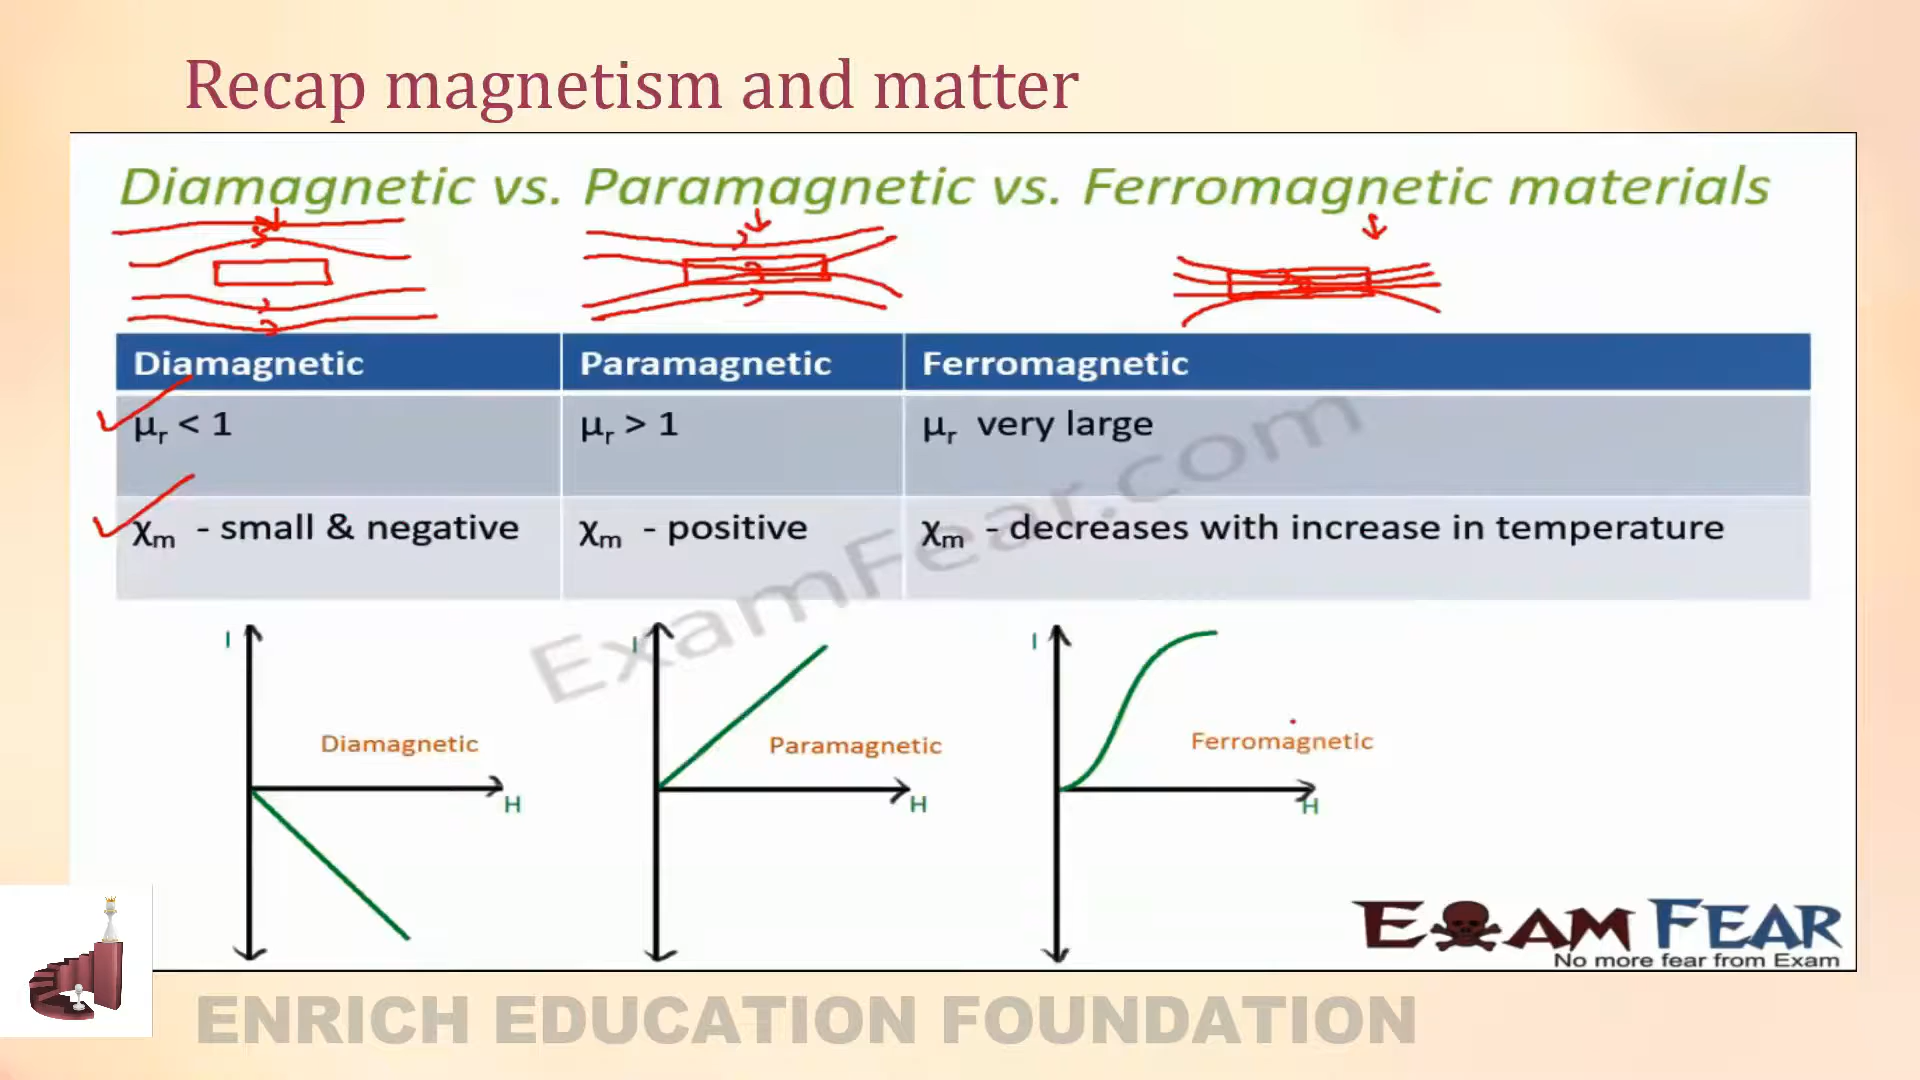 Recap magnetism and matter
Diamagnetic vs. Paramagnetic vs. Ferromagnetic materials
Diamagnetic Paramagnetic Ferromagnetic
μr < 1 μr > 1 μr very large
χm - small & negative χm - positive χm - decreases with increase in temperature
ExamFear.com
I I I
Diamagnetic Paramagnetic Ferromagnetic
H H H
EXAM FEAR
No more fear from Exam
ENRICH EDUCATION FOUNDATION